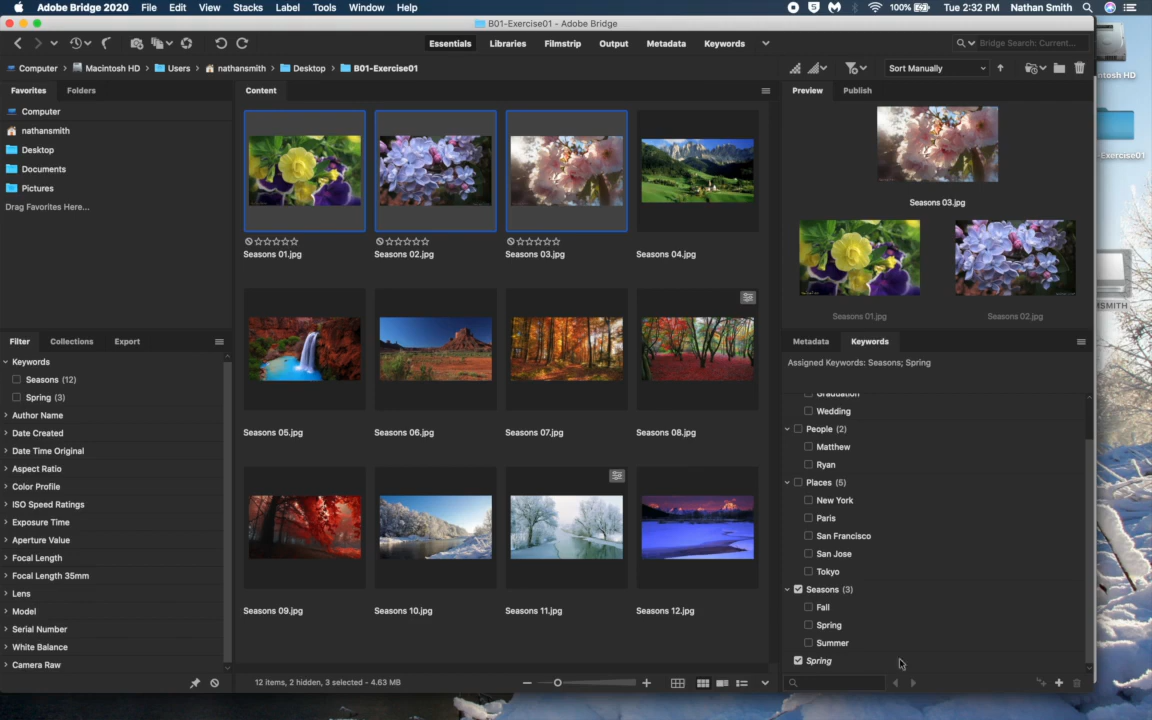 Adobe Bridge 2020 File Edit View Stacks Label Tools Window Help 100% Tue 2:32 PM Nathan Smith
B01-Exercise01 - Adobe Bridge
Essentials Libraries Filmstrip Output Metadata Keywords Bridge Search: Current...
Computer Macintosh HD Users nathansmith Desktop B01-Exercise01 Sort Manually
Favorites Folders
Computer
nathansmith
Desktop
Documents
Pictures
Drag Favorites Here...
Content
Seasons 01.jpg Seasons 02.jpg Seasons 03.jpg Seasons 04.jpg
Seasons 05.jpg Seasons 06.jpg Seasons 07.jpg Seasons 08.jpg
Seasons 09.jpg Seasons 10.jpg Seasons 11.jpg Seasons 12.jpg
12 items, 2 hidden, 3 selected - 4.63 MB
Filter Collections Export
Keywords
Seasons (12)
Spring (3)
Author Name
Date Created
Date Time Original
Aspect Ratio
Color Profile
ISO Speed Ratings
Exposure Time
Aperture Value
Focal Length
Focal Length 35mm
Lens
Model
Serial Number
White Balance
Camera Raw
Preview Publish
Seasons 03.jpg
Seasons 01.jpg Seasons 02.jpg
Metadata Keywords
Assigned Keywords: Seasons; Spring
Graduation
Wedding
People (2)
Matthew
Ryan
Places (5)
New York
Paris
San Francisco
San Jose
Tokyo
Seasons (3)
Fall
Spring
Summer
Spring
ntosh HD
-Exercise01
SMITH